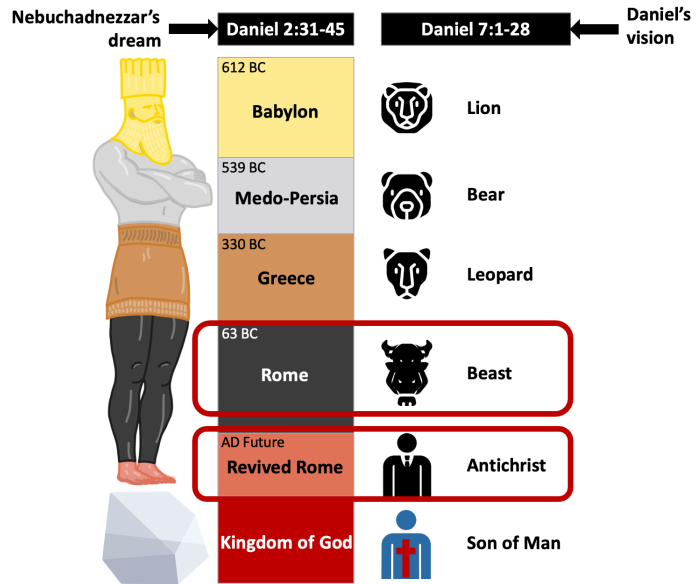 Nebuchadnezzar’s
dream
Daniel 2:31-45
Daniel 7:1-28
Daniel’s
vision
612 BC
Babylon
Lion
539 BC
Medo-Persia
Bear
330 BC
Greece
Leopard
63 BC
Rome
Beast
AD Future
Revived Rome
Antichrist
Kingdom of God
Son of Man